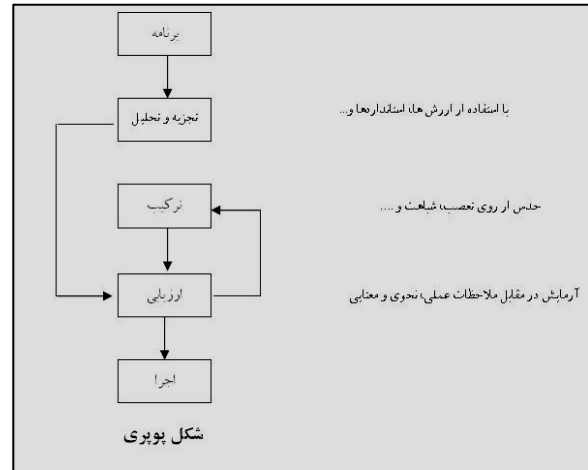 برنامه
تجزیه و تحلیل
با استفاده از ارزش ها، استانداردها و...
ترکیب
حدس از روی تعصب، شباهت و ....
ارزیابی
آزمایش در مقابل ملاحظات عملی، نحوی و معنایی
اجرا
شکل پوپری